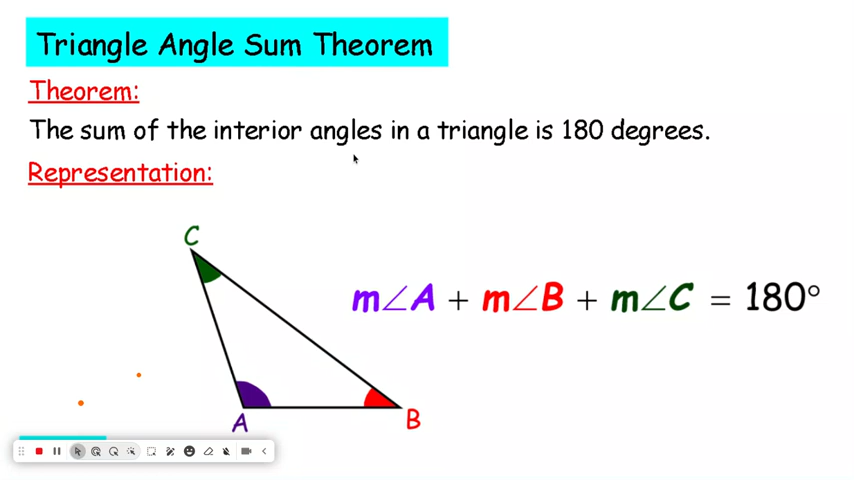 Triangle Angle Sum Theorem
Theorem:
The sum of the interior angles in a triangle is 180 degrees.
Representation:
C
m∠A + m∠B + m∠C = 180°
A
B